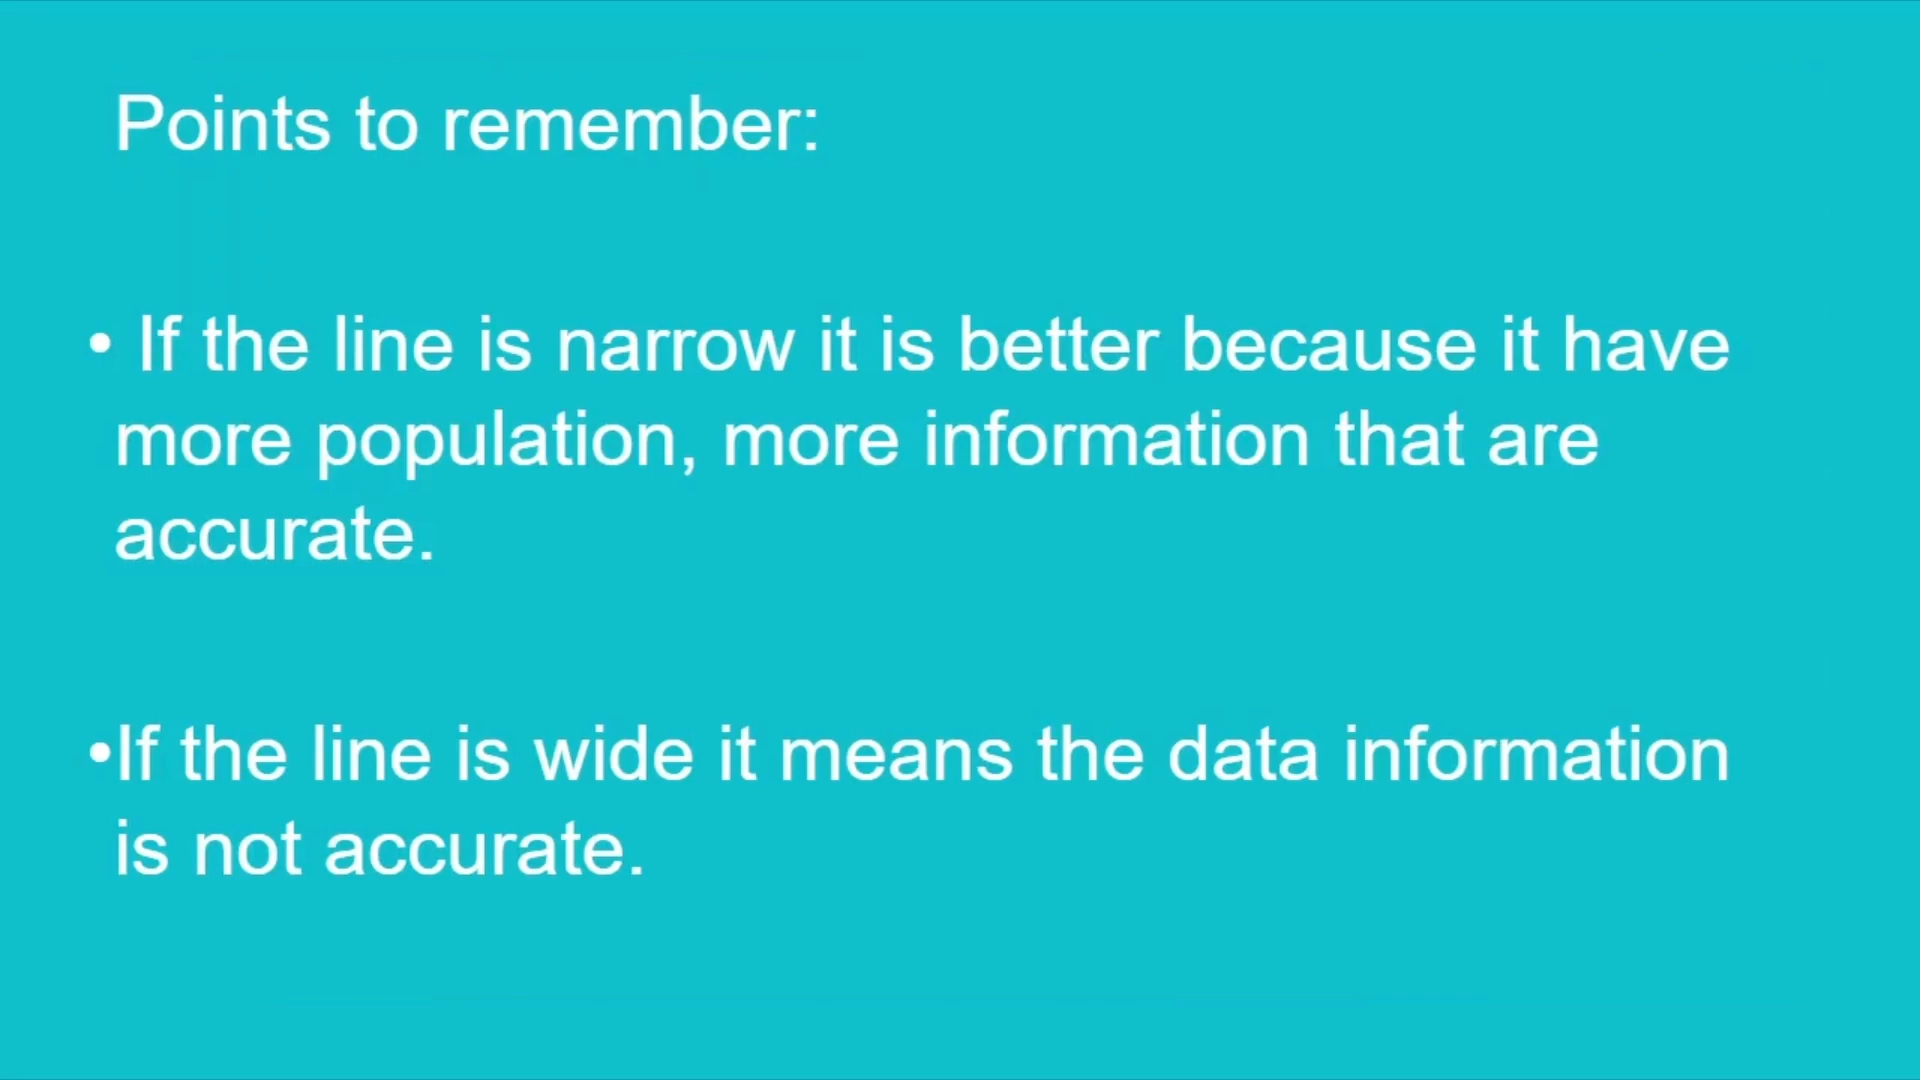 Points to remember:
• If the line is narrow it is better because it have
more population, more information that are
accurate.
•If the line is wide it means the data information
is not accurate.